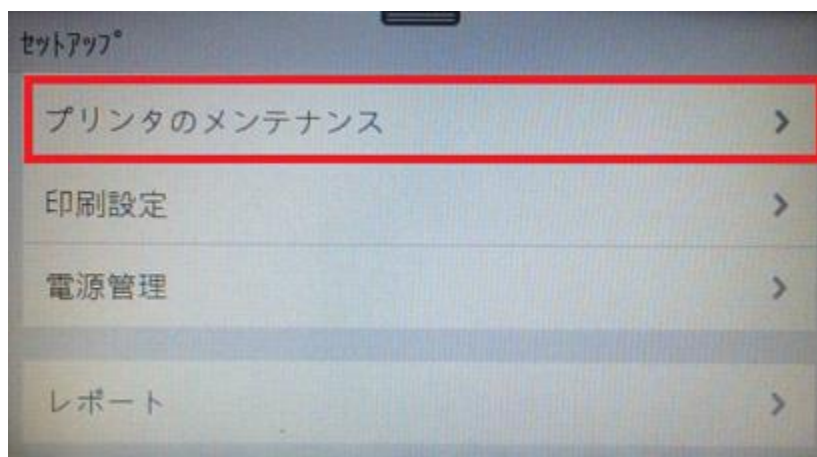 ｾｯﾄｱｯﾌﾟ
プリンタのメンテナンス
印刷設定
電源管理
レポート